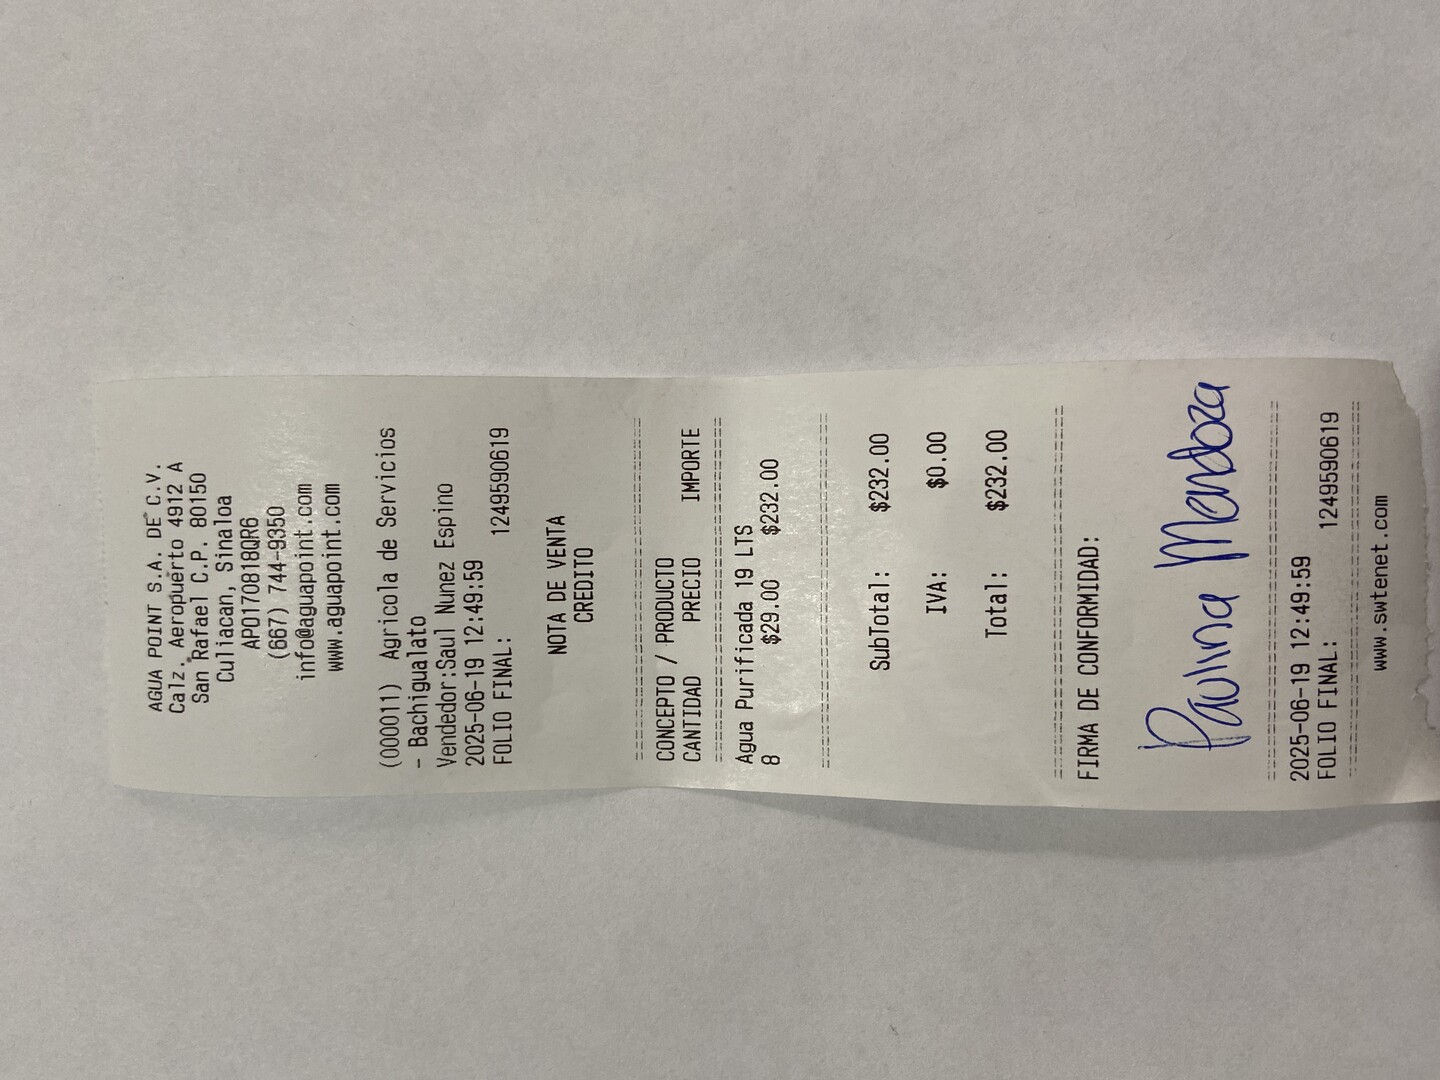 AGUA POINT S.A. DE C.V.
Calz. Aeropuerto 4912 A
San Rafael C.P. 80150
Culiacan, Sinaloa
APO170818QR6
(667) 744-9350
info@aguapoint.com
www.aguapoint.com
(000011) Agricola de Servicios
- Bachigualato
Vendedor:Saul Nunez Espino
2025-06-19 12:49:59
FOLIO FINAL: 1249590619
NOTA DE VENTA
CREDITO
CONCEPTO / PRODUCTO
CANTIDAD PRECIO IMPORTE
Agua Purificada 19 LTS
8 $29.00 $232.00
SubTotal: $232.00
IVA: $0.00
Total: $232.00
FIRMA DE CONFORMIDAD:
Paulina Mendoza
2025-06-19 12:49:59
FOLIO FINAL: 1249590619
www.swtenet.com